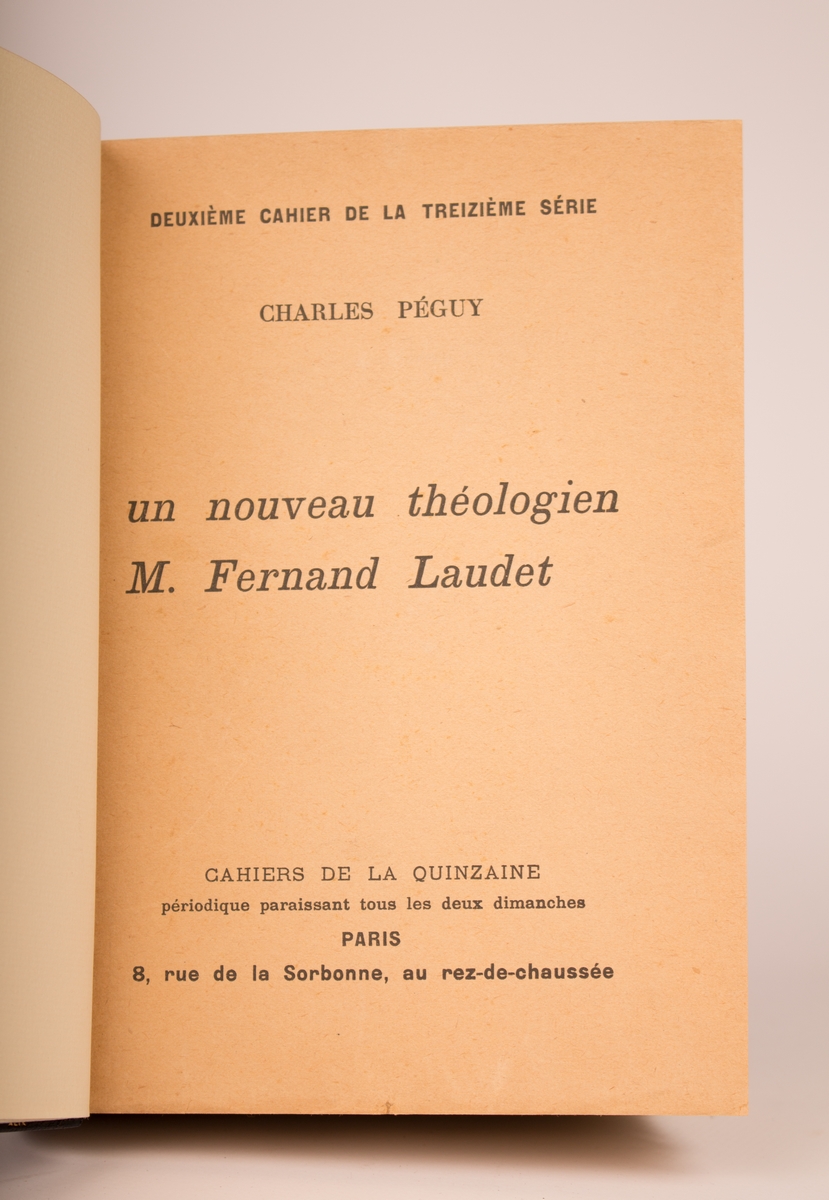 DEUXIÈME CAHIER DE LA TREIZIÈME SÉRIE
CHARLES PÉGUY
un nouveau théologien
M. Fernand Laudet
CAHIERS DE LA QUINZAINE
périodique paraissant tous les deux dimanches
PARIS
8, rue de la Sorbonne, au rez-de-chaussée